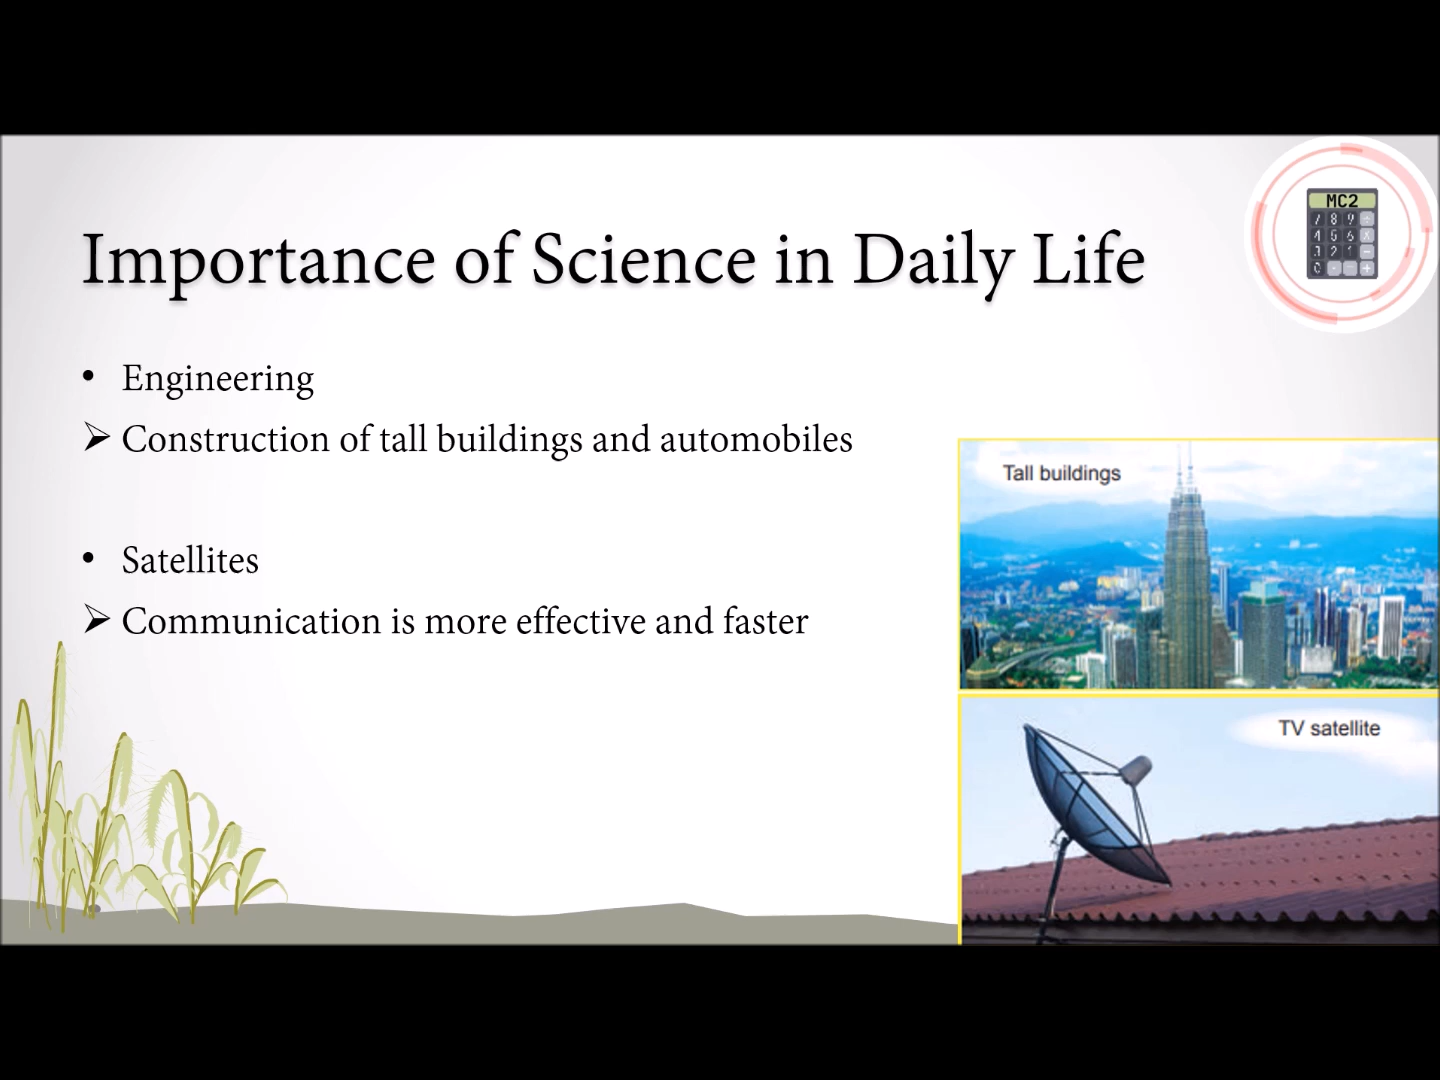 Importance of Science in Daily Life
MC2
• Engineering
➢ Construction of tall buildings and automobiles
• Satellites
➢ Communication is more effective and faster
Tall buildings
TV satellite